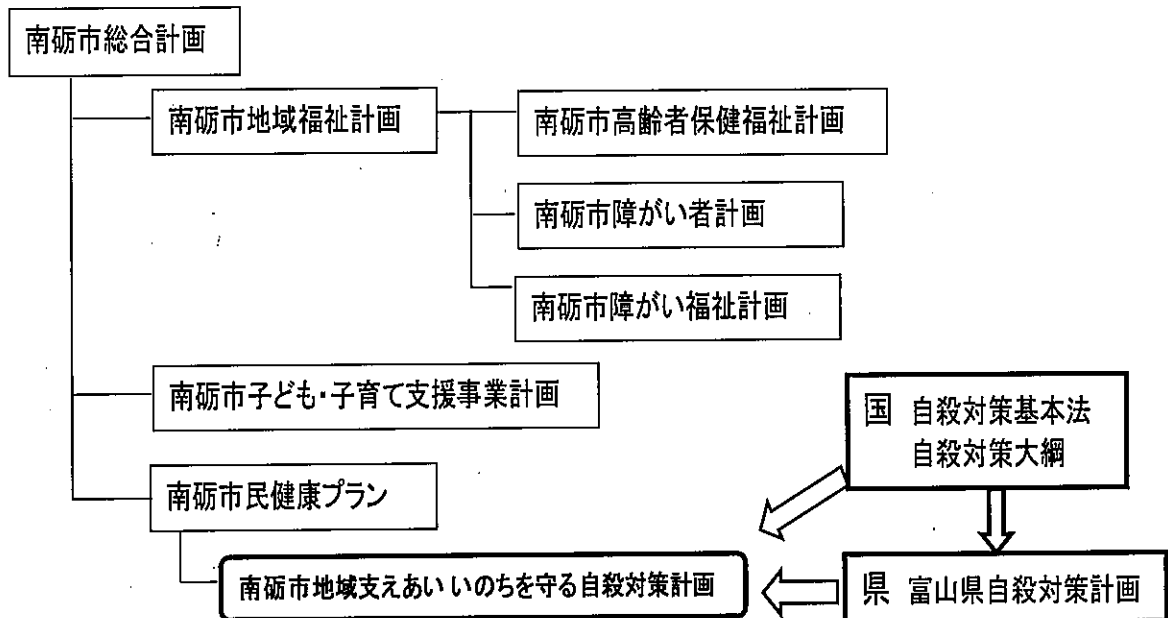 南砺市総合計画
南砺市地域福祉計画
南砺市高齢者保健福祉計画
南砺市障がい者計画
南砺市障がい福祉計画
南砺市子ども・子育て支援事業計画
国 自殺対策基本法
自殺対策大綱
南砺市民健康プラン
南砺市地域支えあい いのちを守る自殺対策計画
県 富山県自殺対策計画